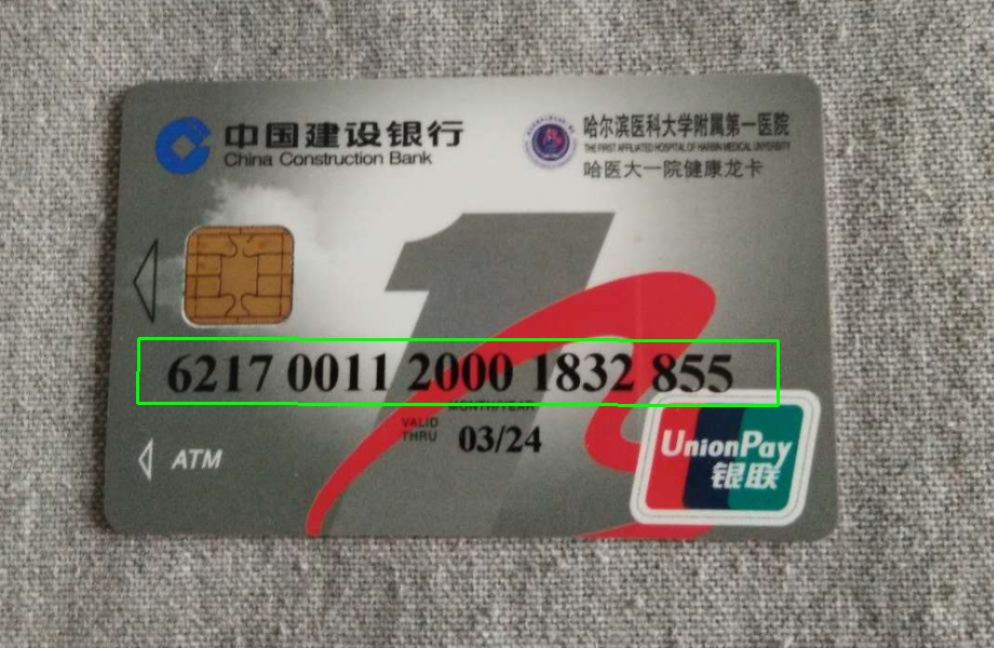 中国建设银行
China Construction Bank
哈尔滨医科大学附属第一医院
THE FIRST AFFILIATED HOSPITAL OF HARBIN MEDICAL UNIVERSITY
哈医大一院健康龙卡
1
6217 0011 2000 1832 855
MONTH/YEAR
VALID
THRU 03/24
ATM
UnionPay
银联